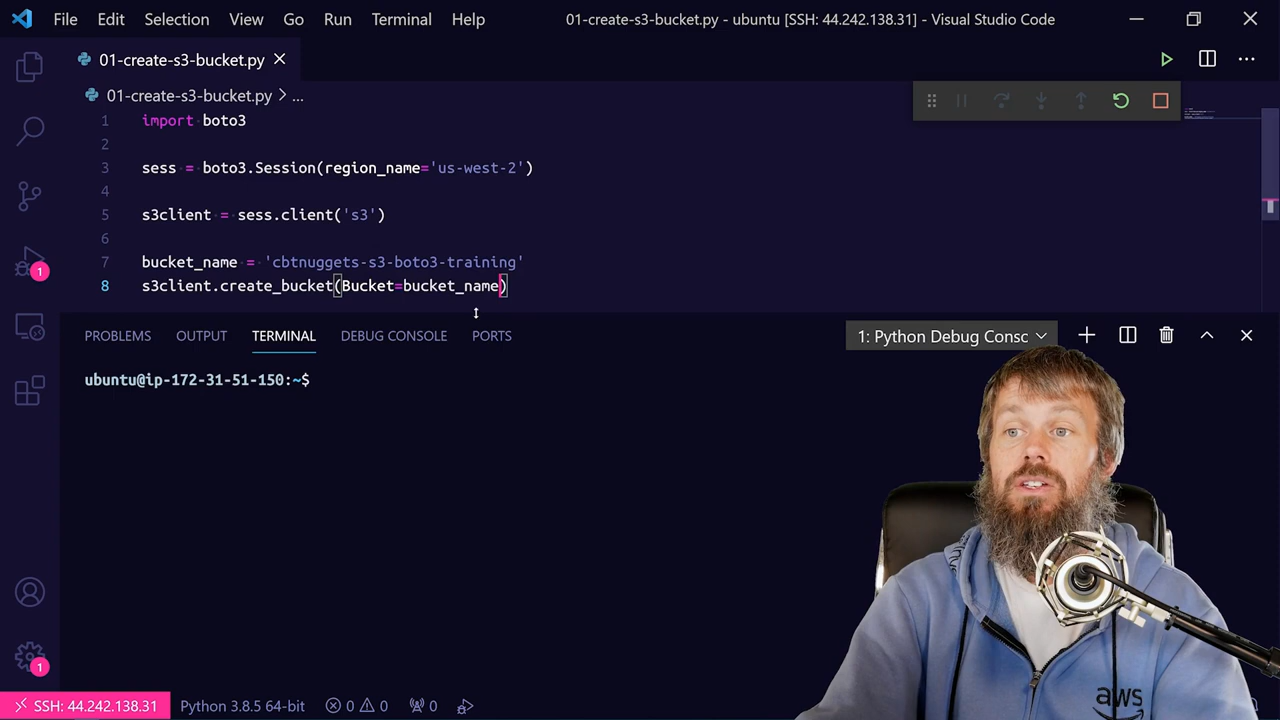 File Edit Selection View Go Run Terminal Help 01-create-s3-bucket.py - ubuntu [SSH: 44.242.138.31] - Visual Studio Code
01-create-s3-bucket.py
01-create-s3-bucket.py > ...
1 import boto3
2
3 sess = boto3.Session(region_name='us-west-2')
4
5 s3client = sess.client('s3')
6
7 bucket_name = 'cbtnuggets-s3-boto3-training'
8 s3client.create_bucket(Bucket=bucket_name)
1
PROBLEMS OUTPUT TERMINAL DEBUG CONSOLE PORTS 1: Python Debug Consc
ubuntu@ip-172-31-51-150:~$
1
aws
SSH: 44.242.138.31 Python 3.8.5 64-bit 0 0 0